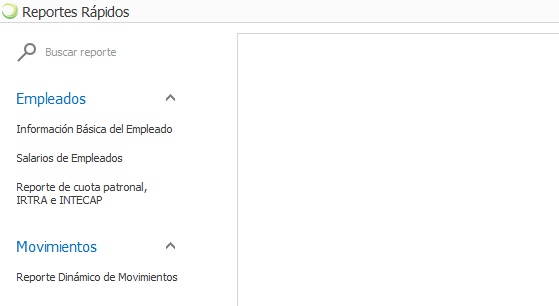 Reportes Rápidos
Buscar reporte
Empleados
Información Básica del Empleado
Salarios de Empleados
Reporte de cuota patronal,
IRTRA e INTECAP
Movimientos
Reporte Dinámico de Movimientos